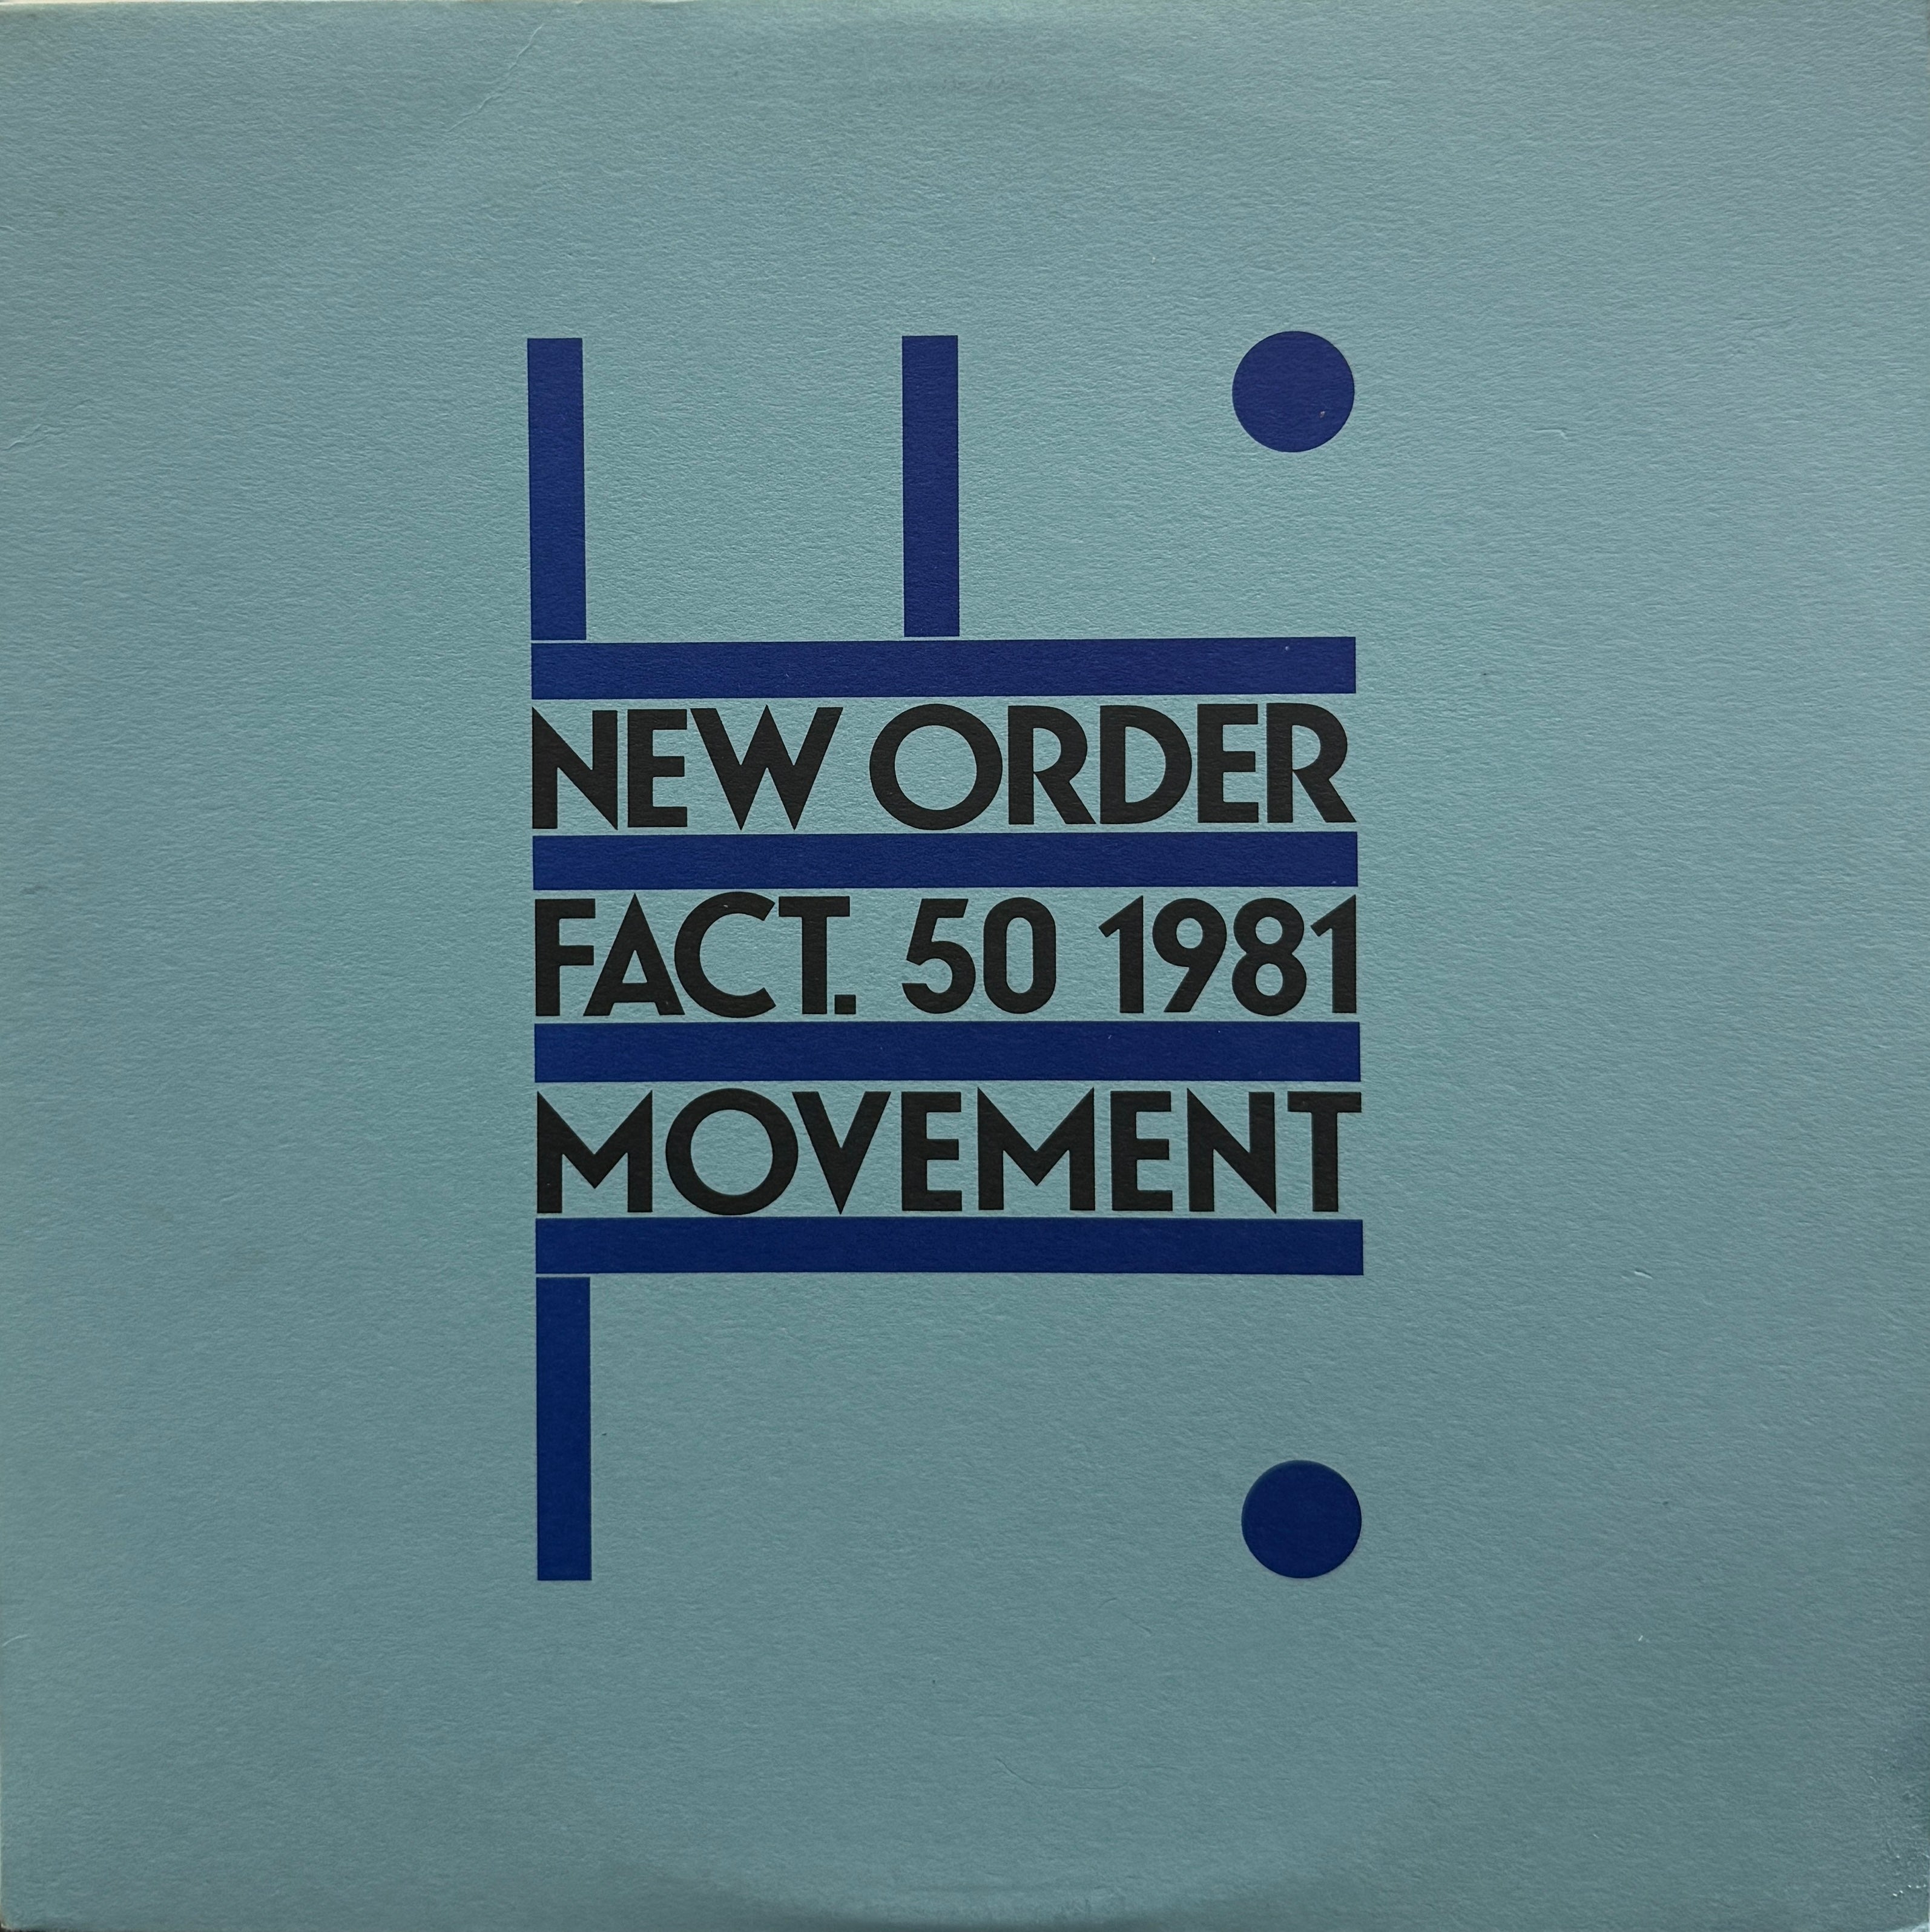 NEW ORDER
FACT. 50 1981
MOVEMENT